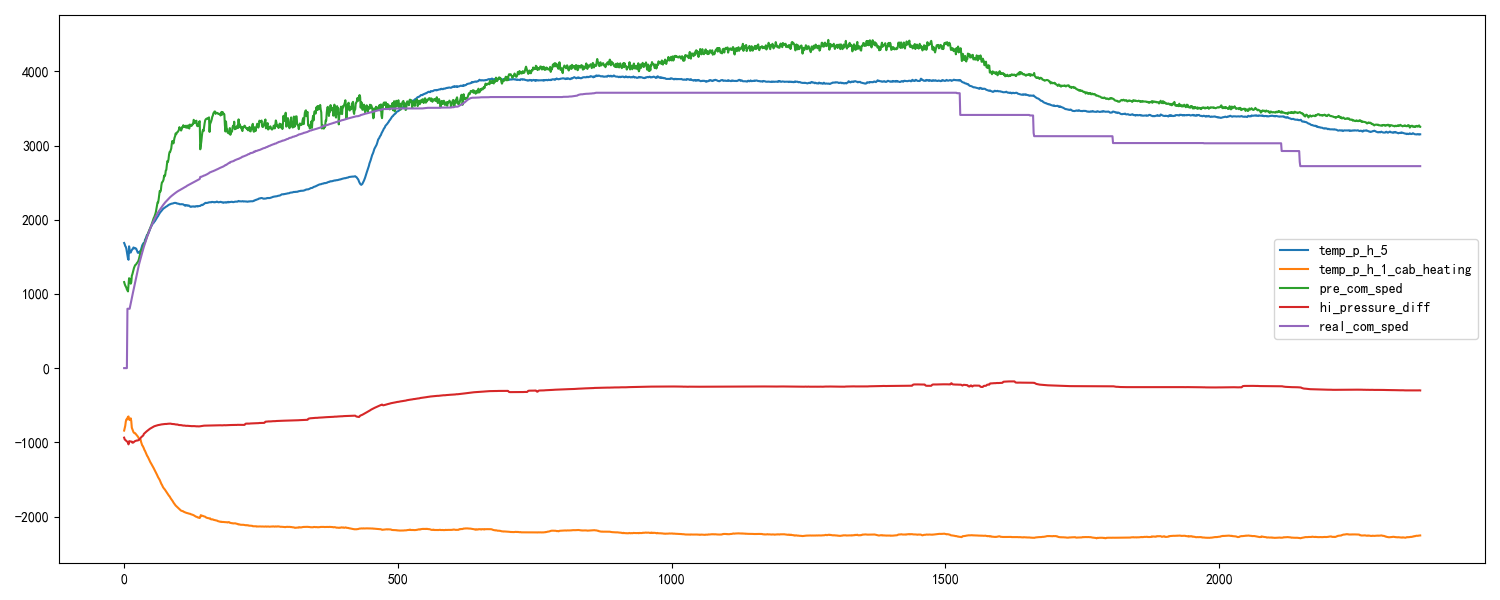 4000
3000
2000
1000
0
−1000
−2000
0
500
1000
1500
2000
temp_p_h_5
temp_p_h_1_cab_heating
pre_com_sped
hi_pressure_diff
real_com_sped